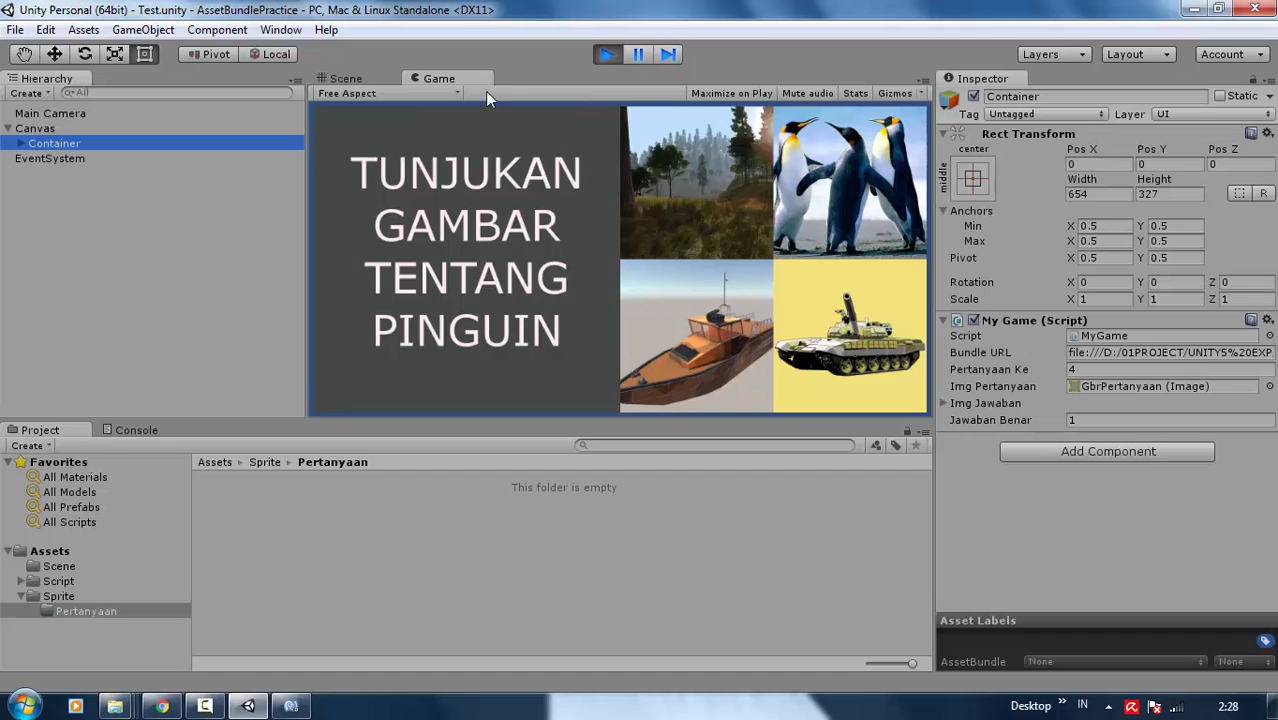 Unity Personal (64bit) - Test.unity - AssetBundlePractice - PC, Mac & Linux Standalone <DX11>
File Edit Assets GameObject Component Window Help
Pivot Local Layers Layout Account
Hierarchy
Create All
Main Camera
Canvas
Container
EventSystem
Scene Game
Free Aspect Maximize on Play Mute audio Stats Gizmos
TUNJUKAN
GAMBAR
TENTANG
PINGUIN
Inspector
Container Static
Tag Untagged Layer UI
Rect Transform
center Pos X Pos Y Pos Z
middle 0 0 0
Width Height
654 327 R
Anchors
Min X 0.5 Y 0.5
Max X 0.5 Y 0.5
Pivot X 0.5 Y 0.5
Rotation X 0 Y 0 Z 0
Scale X 1 Y 1 Z 1
My Game (Script)
Script MyGame
Bundle URL file:///D:/01PROJECT/UNITY5%20EXP
Pertanyaan Ke 4
Img Pertanyaan GbrPertanyaan (Image)
Img Jawaban
Jawaban Benar 1
Add Component
Asset Labels
AssetBundle None None
Project Console
Create
Favorites
All Materials
All Models
All Prefabs
All Scripts
Assets
Scene
Script
Sprite
Pertanyaan
Assets Sprite Pertanyaan
This folder is empty
Desktop IN 2:28